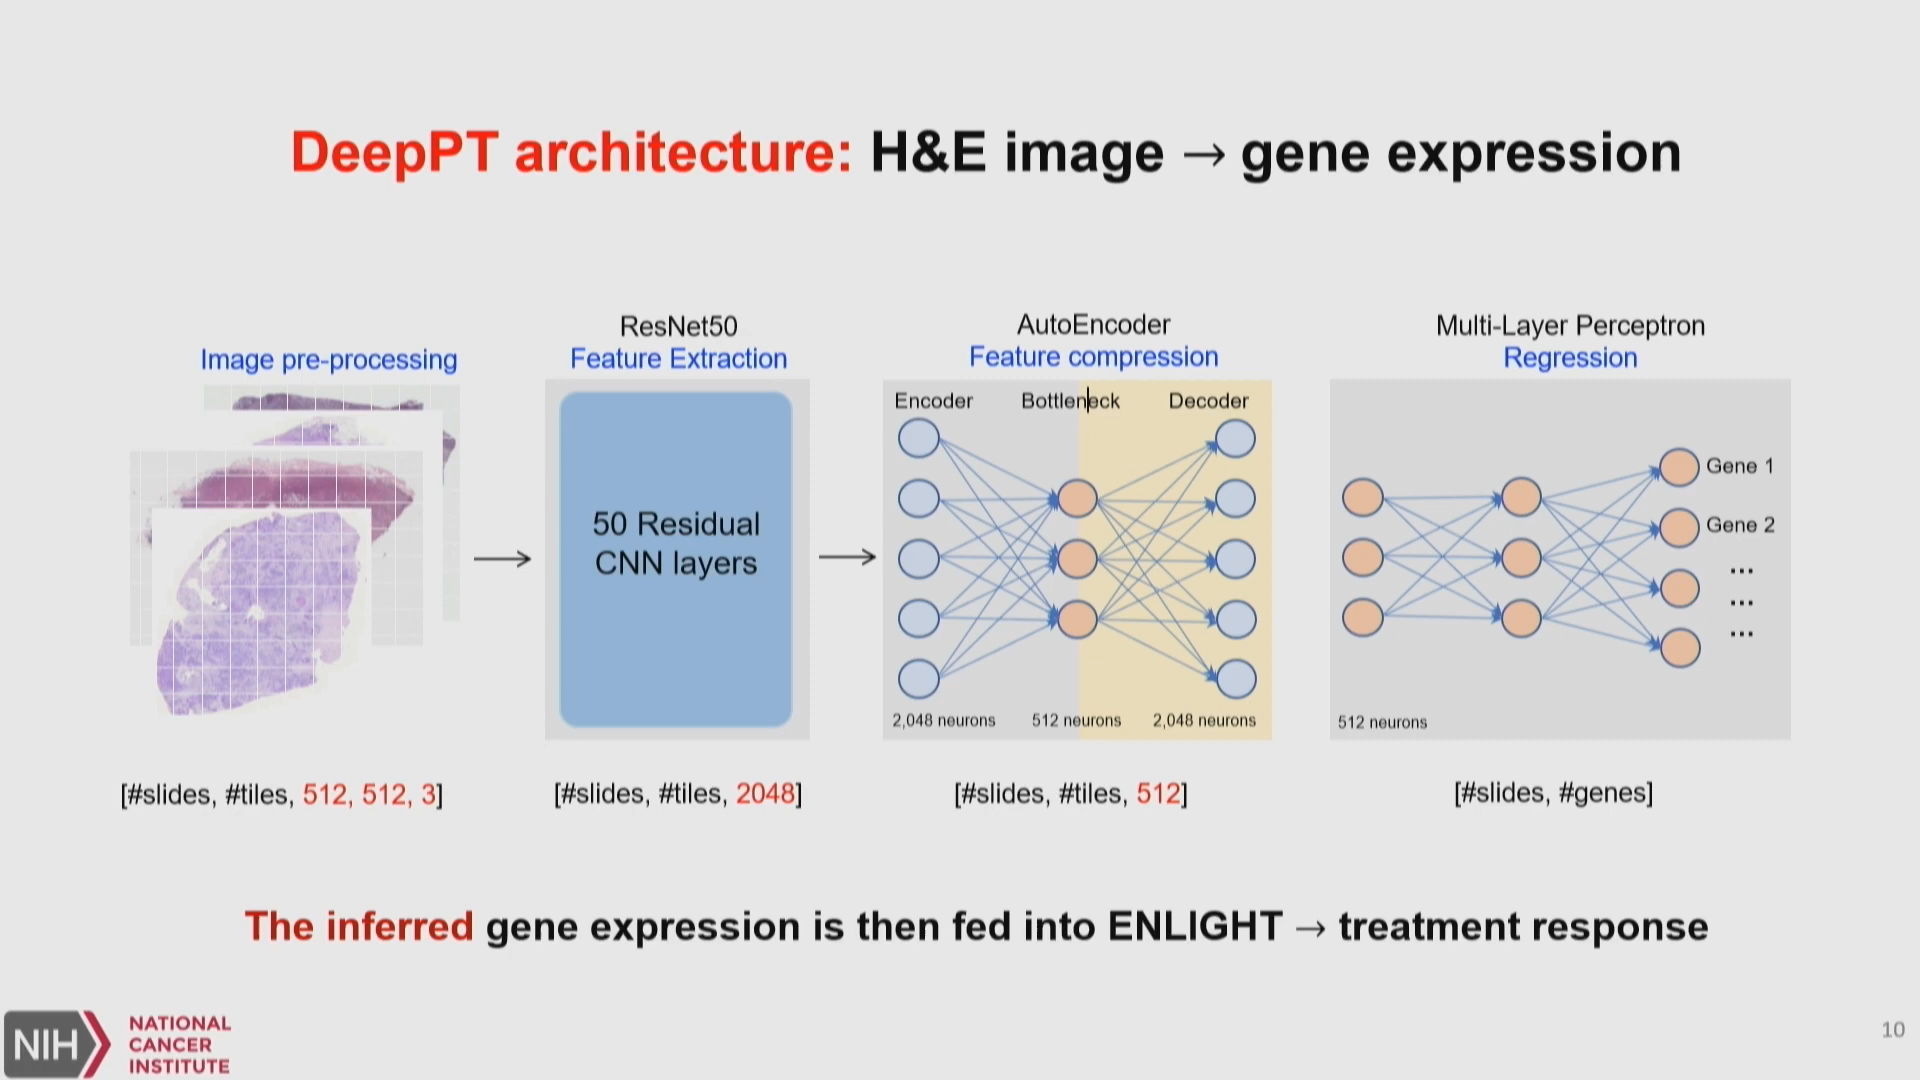 DeepPT architecture: H&E image → gene expression
Image pre-processing
ResNet50
Feature Extraction
AutoEncoder
Feature compression
Multi-Layer Perceptron
Regression
50 Residual
CNN layers
Encoder Bottleneck Decoder
2,048 neurons 512 neurons 2,048 neurons
Gene 1
Gene 2
...
...
...
512 neurons
[#slides, #tiles, 512, 512, 3]
[#slides, #tiles, 2048]
[#slides, #tiles, 512]
[#slides, #genes]
The inferred gene expression is then fed into ENLIGHT → treatment response
NIH
NATIONAL
CANCER
INSTITUTE
10